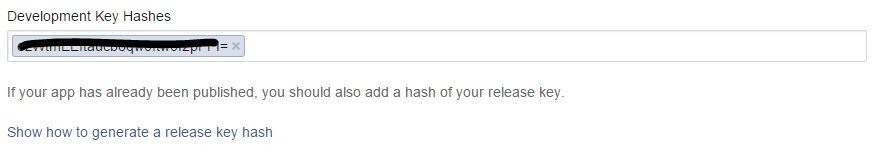 Development Key Hashes
If your app has already been published, you should also add a hash of your release key.
Show how to generate a release key hash